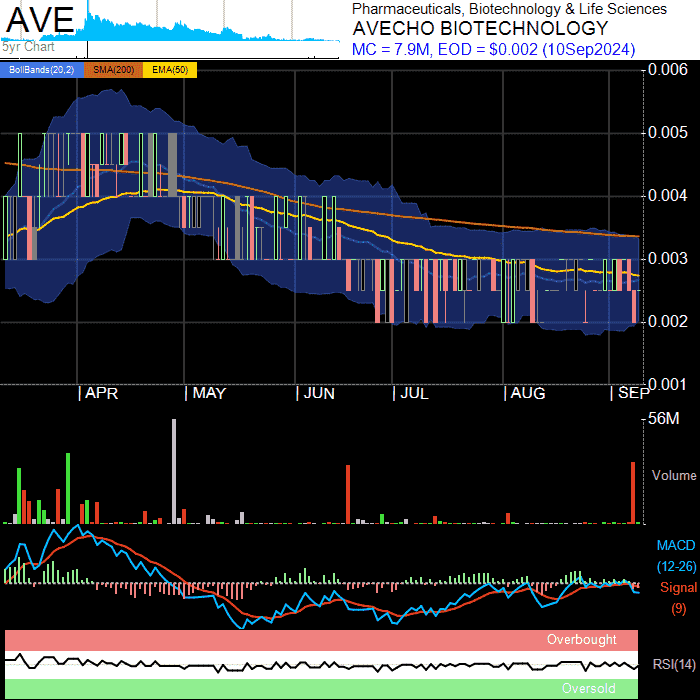 AVE
5yr Chart
Pharmaceuticals, Biotechnology & Life Sciences
AVECHO BIOTECHNOLOGY
MC = 7.9M, EOD = $0.002 (10Sep2024)
BollBands(20,2) SMA(200) EMA(50)
0.006
0.005
0.004
0.003
0.002
0.001
| APR | MAY | JUN | JUL | AUG | SEP
56M
Volume
MACD
(12-26)
Signal
(9)
Overbought
RSI(14)
Oversold